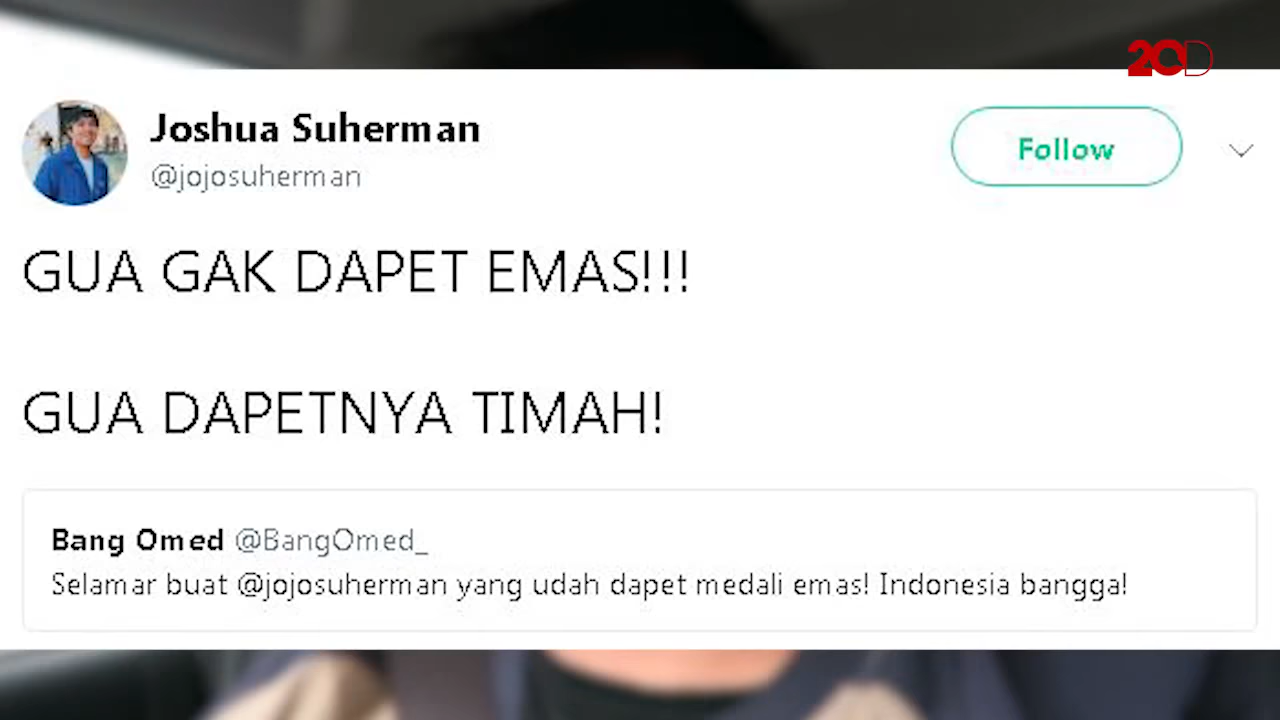 20D
Joshua Suherman
@jojosuherman
Follow
GUA GAK DAPET EMAS!!!
GUA DAPETNYA TIMAH!
Bang Omed @BangOmed_
Selamar buat @jojosuherman yang udah dapet medali emas! Indonesia bangga!